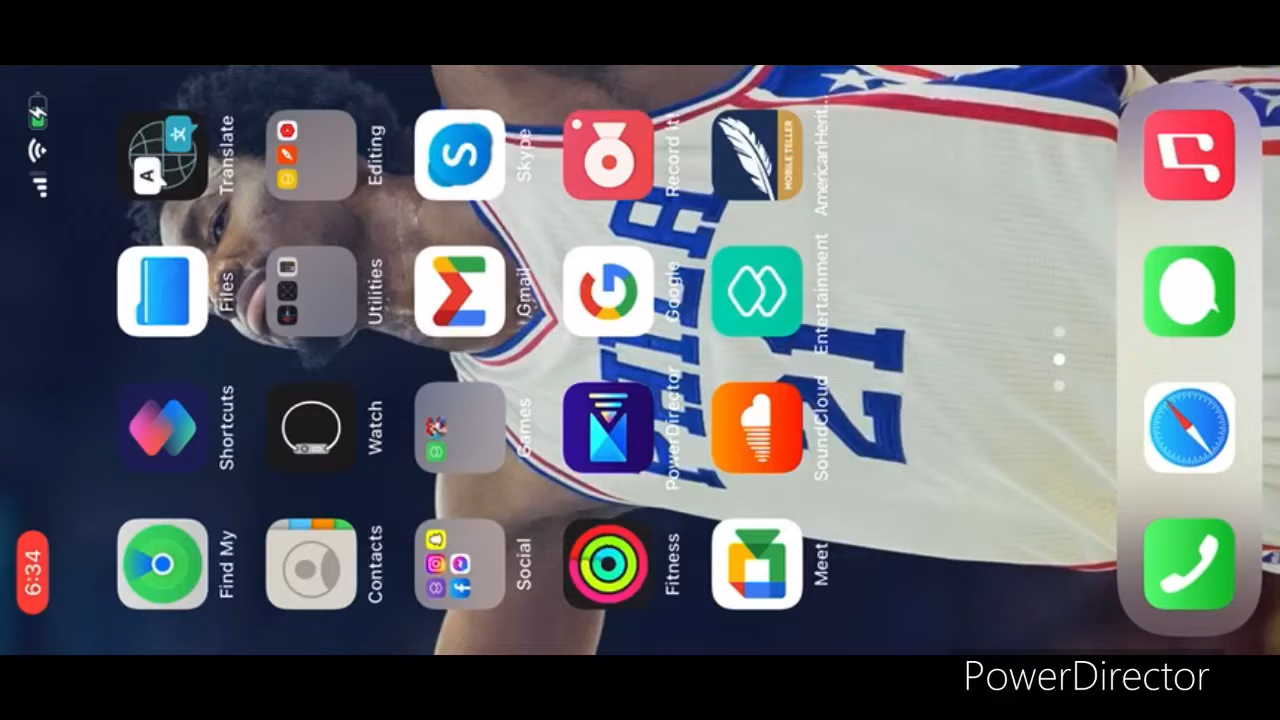 6:34
Find My
Shortcuts
Files
Translate
Contacts
Watch
Utilities
Editing
Social
Games
Gmail
Skype
Fitness
PowerDirector
Google
Record it!
Meet
SoundCloud
Entertainment
AmericanHerit...
A
S
MOBILE TELLER
PHILA
21
PowerDirector